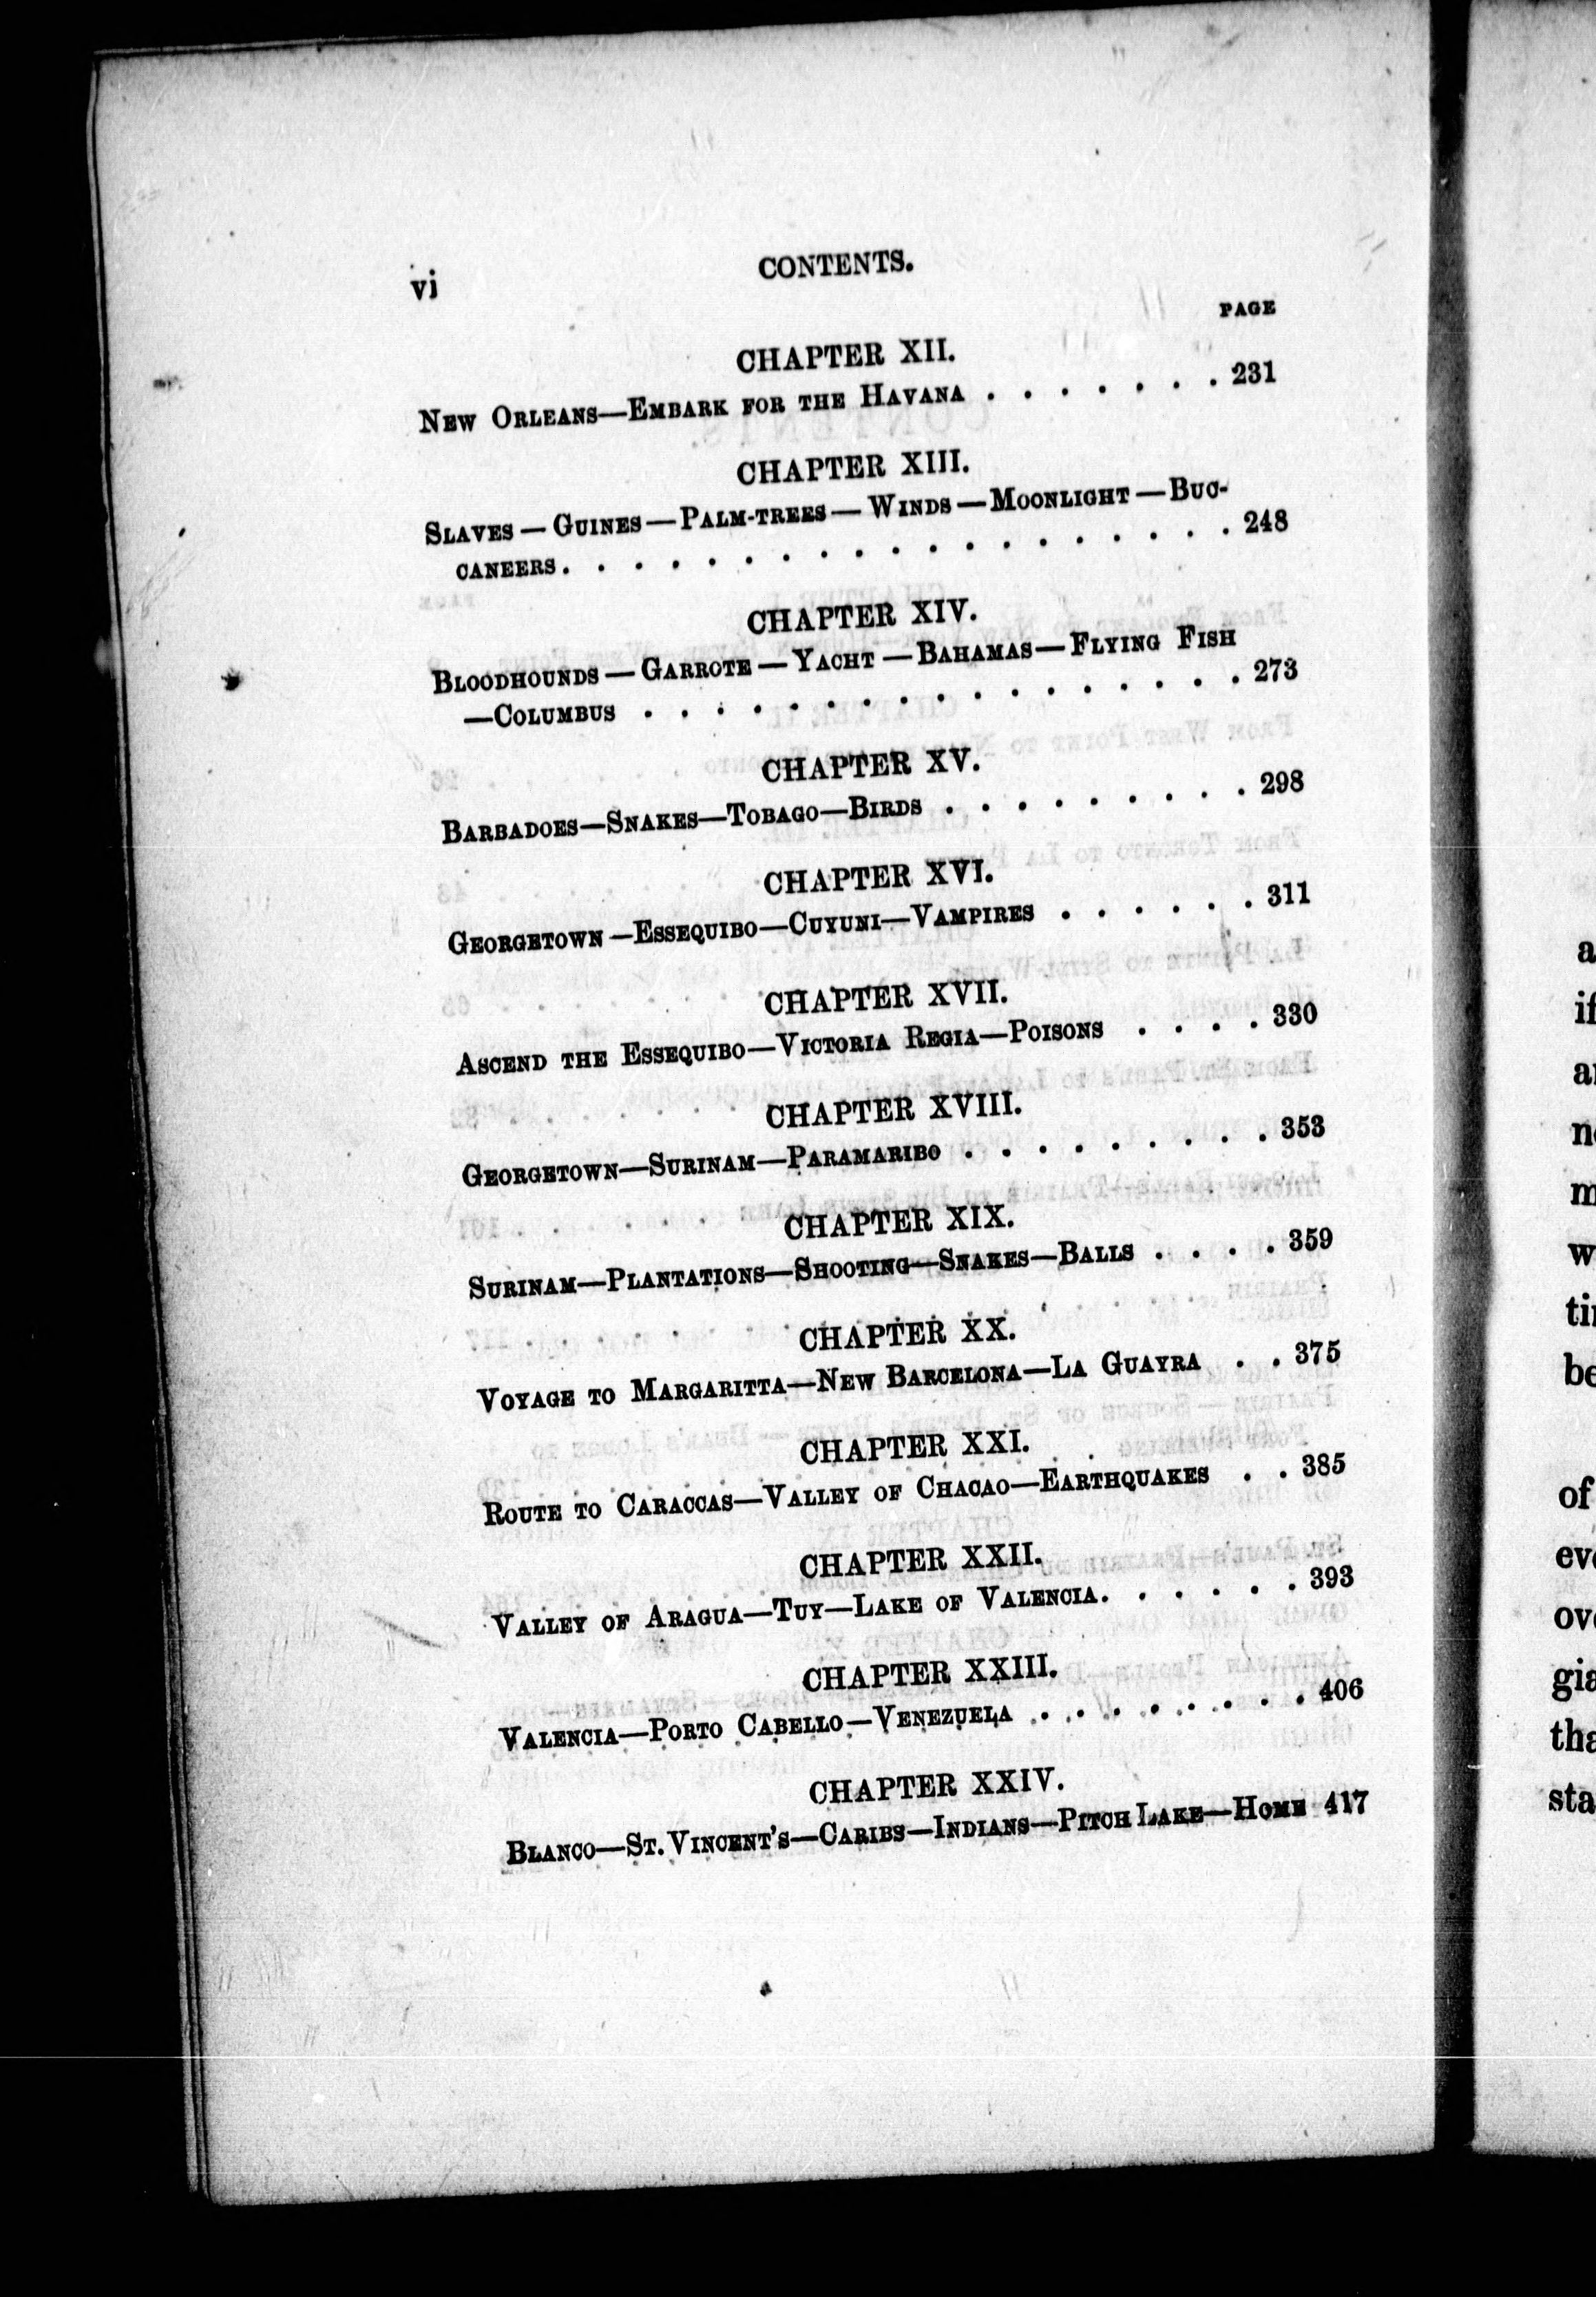 vi CONTENTS.
PAGE
CHAPTER XII.
New Orleans—Embark for the Havana . . . . . . . 231
CHAPTER XIII.
Slaves — Guines — Palm-trees — Winds — Moonlight — Buc-
caneers . . . . . . . . . . . . . . . . . . . 248
CHAPTER XIV.
Bloodhounds — Garrote — Yacht — Bahamas — Flying Fish
—Columbus . . . . . . . . . . . . . . . . . 273
CHAPTER XV.
Barbadoes—Snakes—Tobago—Birds . . . . . . . . . 298
CHAPTER XVI.
Georgetown—Essequibo—Cuyuni—Vampires . . . . . . 311
CHAPTER XVII.
Ascend the Essequibo—Victoria Regia—Poisons . . . . 330
CHAPTER XVIII.
Georgetown—Surinam—Paramaribo . . . . . . . . . 353
CHAPTER XIX.
Surinam—Plantations—Shooting—Snakes—Balls . . . . 359
CHAPTER XX.
Voyage to Margaritta—New Barcelona—La Guayra . . 375
CHAPTER XXI.
Route to Caraccas—Valley of Chacao—Earthquakes . . 385
CHAPTER XXII.
Valley of Aragua—Tuy—Lake of Valencia . . . . . . 393
CHAPTER XXIII.
Valencia—Porto Cabello—Venezuela . . . . . . . . 406
CHAPTER XXIV.
Blanco—St. Vincent's—Caribs—Indians—Pitch Lake—Home 417